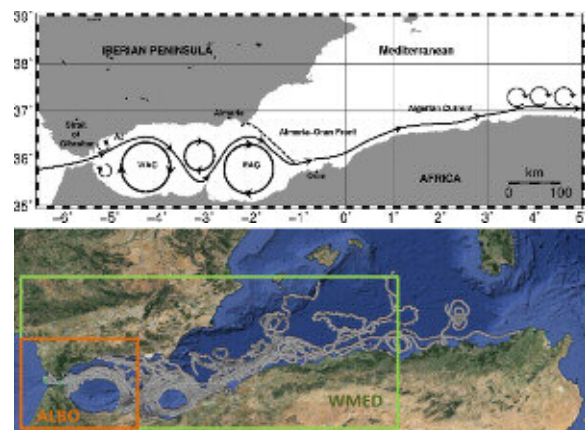 39°
IBERIAN PENINSULA
Mediterranean
38°
37°
Almeria
Algerian Current
Strait
of
Gibraltar
Almeria-Oran Front
36°
WAG
EAG
Oran
km
AFRICA
0
100
35°
-6° -5° -4° -3° -2° -1° 0° 1° 2° 3° 4° 5°
ALBO
WMED